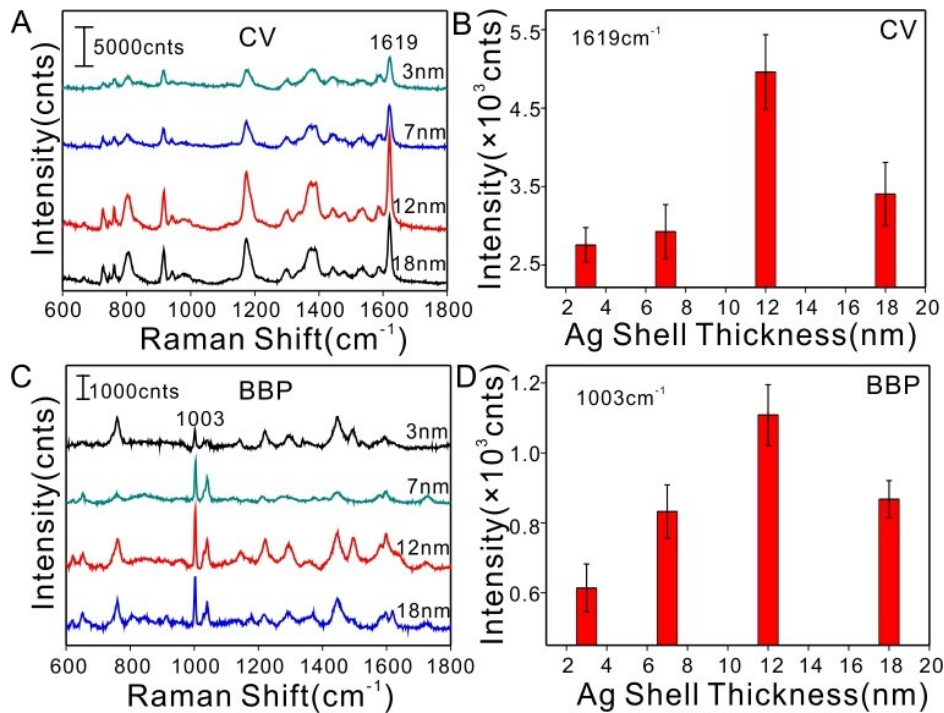 A
5000cnts
CV
1619
3nm
7nm
12nm
18nm
Intensity(cnts)
600 800 1000 1200 1400 1600 1800
Raman Shift(cm⁻¹)
B
1619cm⁻¹
CV
5.5
4.5
3.5
2.5
Intensity(×10³ cnts)
2 4 6 8 10 12 14 16 18 20
Ag Shell Thickness(nm)
C
1000cnts
BBP
1003
3nm
7nm
12nm
18nm
Intensity(cnts)
600 800 1000 1200 1400 1600 1800
Raman Shift(cm⁻¹)
D
1003cm⁻¹
BBP
1.2
1.0
0.8
0.6
Intensity(×10³ cnts)
2 4 6 8 10 12 14 16 18 20
Ag Shell Thickness(nm)